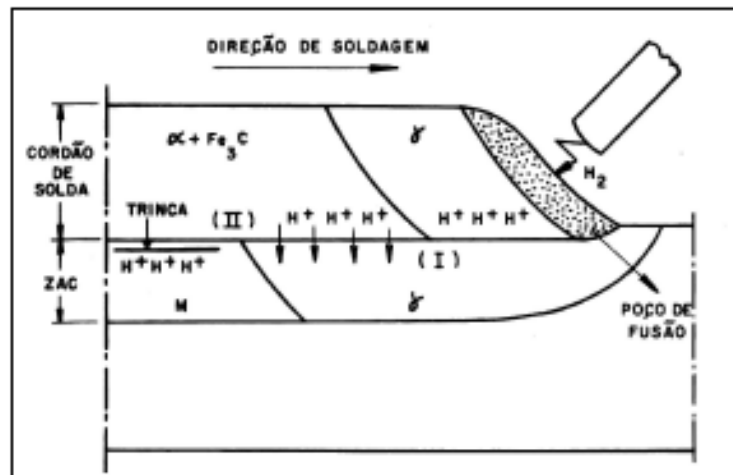 DIREÇÃO DE SOLDAGEM
α + Fe3C
γ
H2
CORDÃO
DE
SOLDA
TRINCA
(II)
H+ H+ H+
H+ H+ H+
H+ H+ H+
(I)
ZAC
M
γ
POÇO DE
FUSÃO